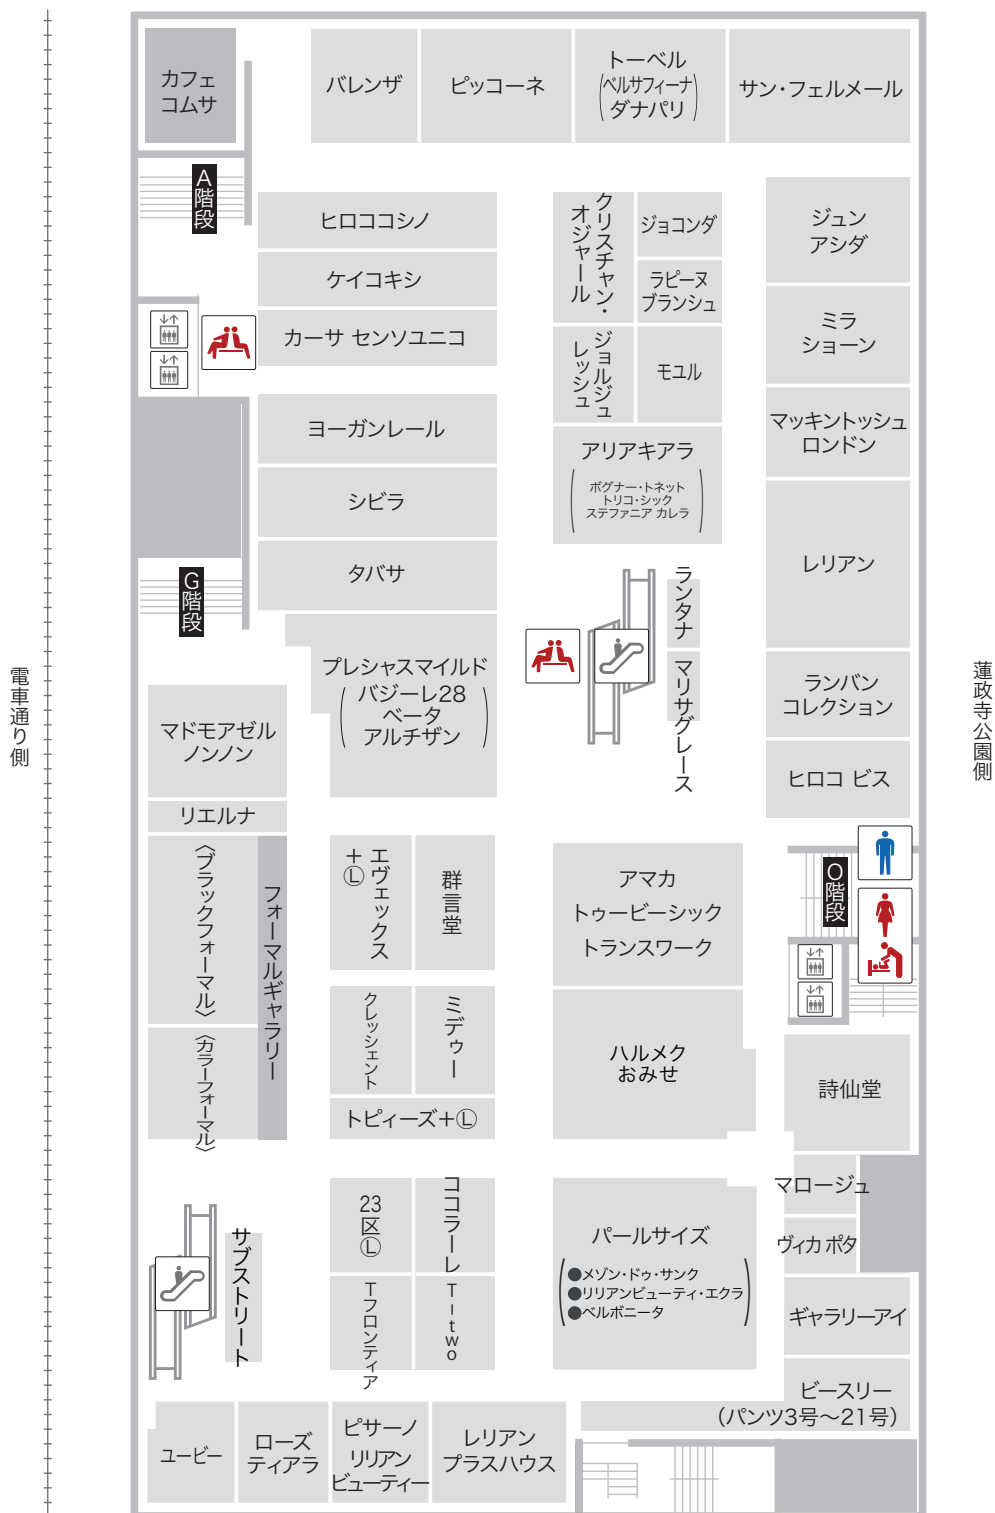 カフェ
コムサ
バレンザ
ピッコーネ
トーベル
(ベルサフィーナ
ダナパリ)
サン・フェルメール
A階段
ヒロココシノ
ケイコキシ
カーサ センソユニコ
クリスチャン・
オジャール
ジョコンダ
ラピーヌ
ブランシュ
ジョルジュ
レッシュ
モユル
アリアキアラ
(ボグナー・トネット
トリコ・シック
ステファニア カレラ)
ジュン
アシダ
ミラ
ショーン
マッキントッシュ
ロンドン
レリアン
ランバン
コレクション
ヒロコ ビス
ヨーガンレール
シビラ
タバサ
G階段
プレシャスマイルド
(バジーレ28
ベータ
アルチザン)
ランタナ
マリサグレース
電車通り側
蓮政寺公園側
マドモアゼル
ノンノン
リエルナ
〈ブラックフォーマル〉
フォーマルギャラリー
〈カラーフォーマル〉
エヴェックス
+Ⓛ
群言堂
クレッシェント
ミデゥー
トピィーズ+Ⓛ
アマカ
トゥービーシック
トランスワーク
ハルメク
おみせ
O階段
詩仙堂
マロージュ
ヴィカ ポタ
ギャラリーアイ
ビースリー
(パンツ3号〜21号)
サブストリート
23
区
Ⓛ
ココラーレ
Tフロンティア
T-two
パールサイズ
(●メゾン・ドゥ・サンク
●リリアンビューティ・エクラ
●ベルボニータ)
ユービー
ローズ
ティアラ
ピサーノ
リリアン
ビューティー
レリアン
プラスハウス